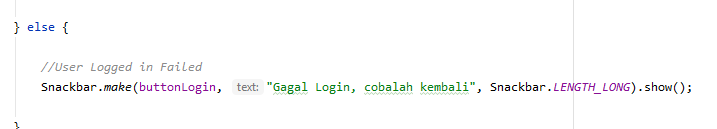 } else {
//User Logged in Failed
Snackbar.make(buttonLogin, text: "Gagal Login, cobalah kembali", Snackbar.LENGTH_LONG).show();
}